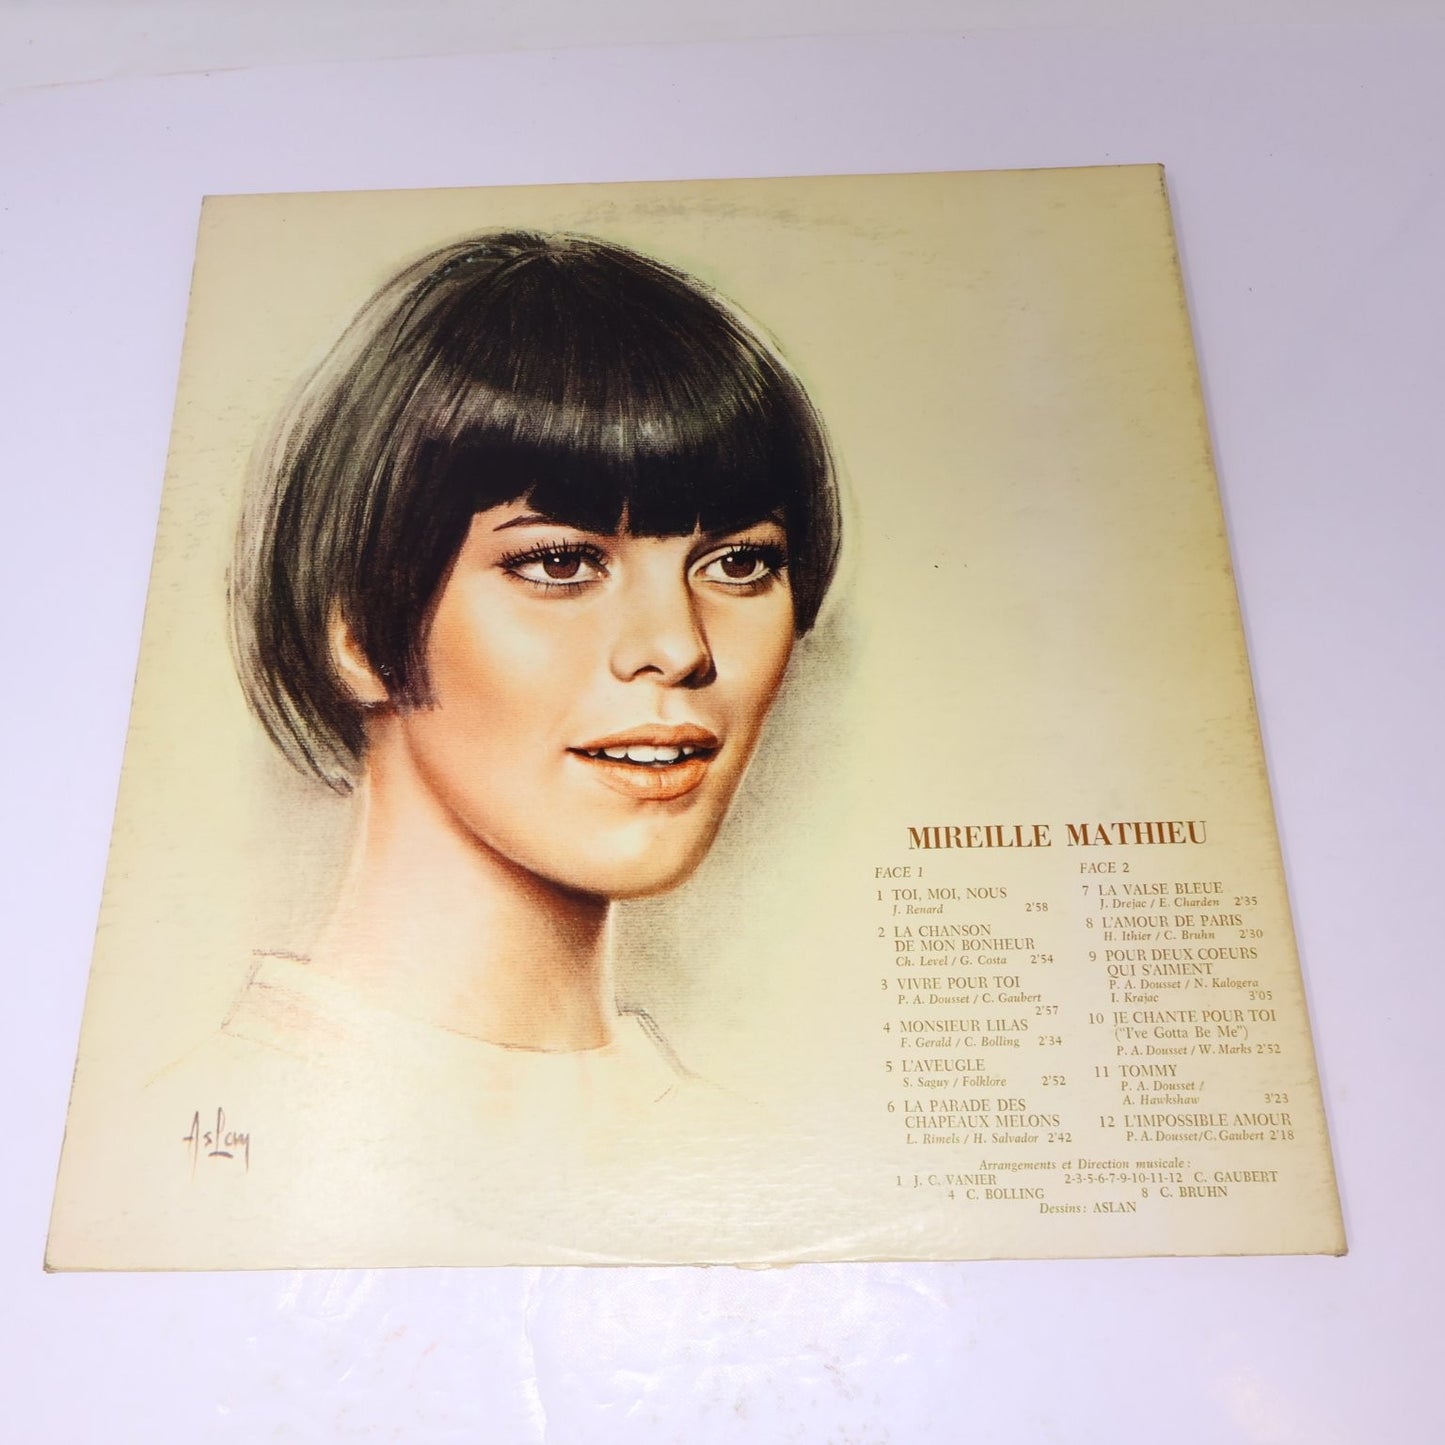 MIREILLE MATHIEU
FACE 1
1 TOI, MOI, NOUS
J. Renard 2'58
2 LA CHANSON
DE MON BONHEUR
Ch. Level / G. Costa 2'54
3 VIVRE POUR TOI
P. A. Dousset / C. Gaubert
2'57
4 MONSIEUR LILAS
F. Gerald / C. Bolling 2'34
5 L'AVEUGLE
S. Saguy / Folklore 2'52
6 LA PARADE DES
CHAPEAUX MELONS
L. Rimels / H. Salvador 2'42
FACE 2
7 LA VALSE BLEUE
J. Drejac / E. Charden 2'35
8 L'AMOUR DE PARIS
H. Ithier / C. Bruhn 2'30
9 POUR DEUX COEURS
QUI S'AIMENT
P. A. Dousset / N. Kalogera
I. Krajac 3'05
10 JE CHANTE POUR TOI
("I've Gotta Be Me")
P. A. Dousset / W. Marks 2'52
11 TOMMY
P. A. Dousset /
A. Hawkshaw 3'23
12 L'IMPOSSIBLE AMOUR
P. A. Dousset/C. Gaubert 2'18
Arrangements et Direction musicale :
1 J. C. VANIER 2-3-5-6-7-9-10-11-12 C. GAUBERT
4 C. BOLLING 8 C. BRUHN
Dessins : ASLAN
Aslan